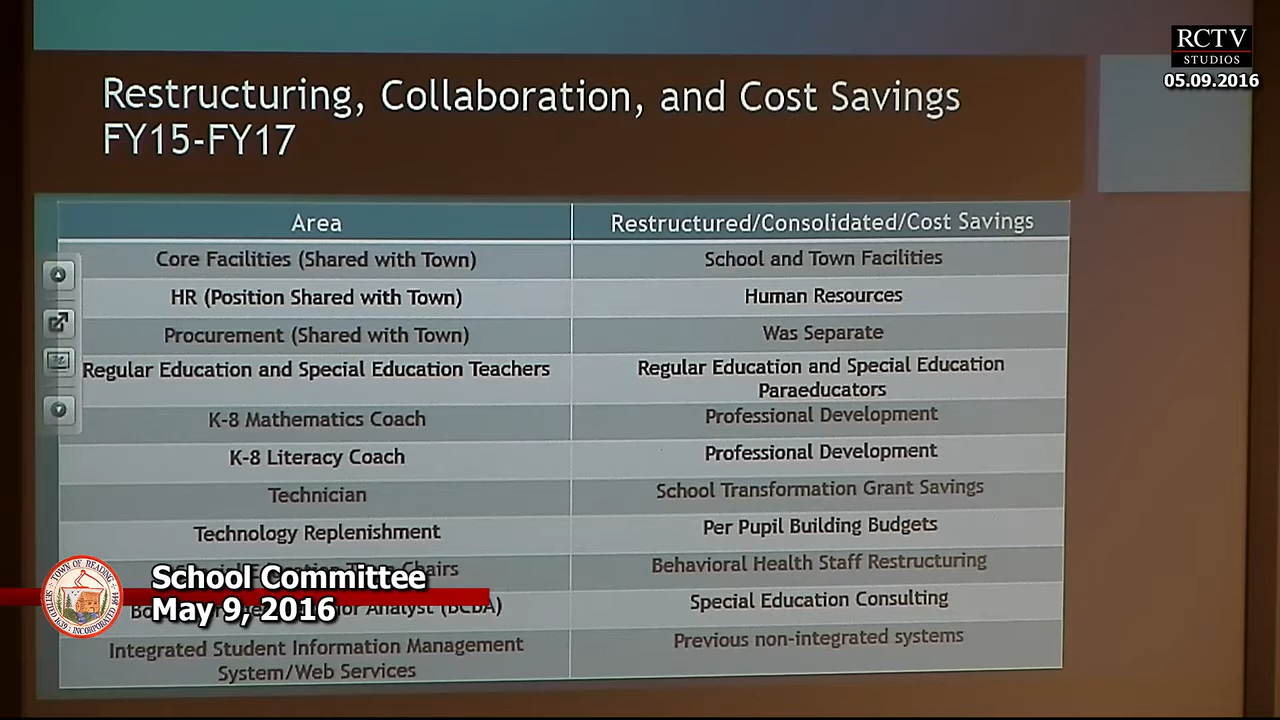 RCTV
STUDIOS
05.09.2016
Restructuring, Collaboration, and Cost Savings
FY15-FY17
Area
Restructured/Consolidated/Cost Savings
Core Facilities (Shared with Town)
School and Town Facilities
HR (Position Shared with Town)
Human Resources
Procurement (Shared with Town)
Was Separate
Regular Education and Special Education Teachers
Regular Education and Special Education
Paraeducators
K-8 Mathematics Coach
Professional Development
K-8 Literacy Coach
Professional Development
Technician
School Transformation Grant Savings
Technology Replenishment
Per Pupil Building Budgets
Chairs
Behavioral Health Staff Restructuring
Analyst (BCBA)
Special Education Consulting
Integrated Student Information Management
System/Web Services
Previous non-integrated systems
School Committee
May 9, 2016
TOWN OF READING
INCORPORATED